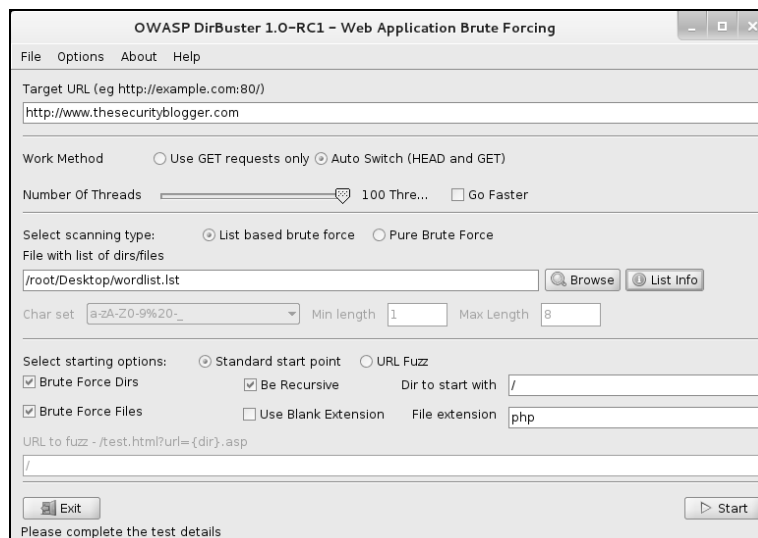 OWASP DirBuster 1.0-RC1 - Web Application Brute Forcing
File Options About Help
Target URL (eg http://example.com:80/)
http://www.thesecurityblogger.com
Work Method Use GET requests only Auto Switch (HEAD and GET)
Number Of Threads 100 Thre... Go Faster
Select scanning type: List based brute force Pure Brute Force
File with list of dirs/files
/root/Desktop/wordlist.lst Browse List Info
Char set a-zA-Z0-9%20-_ Min length 1 Max Length 8
Select starting options: Standard start point URL Fuzz
Brute Force Dirs Be Recursive Dir to start with /
Brute Force Files Use Blank Extension File extension php
URL to fuzz - /test.html?url={dir}.asp
/
Exit Start
Please complete the test details